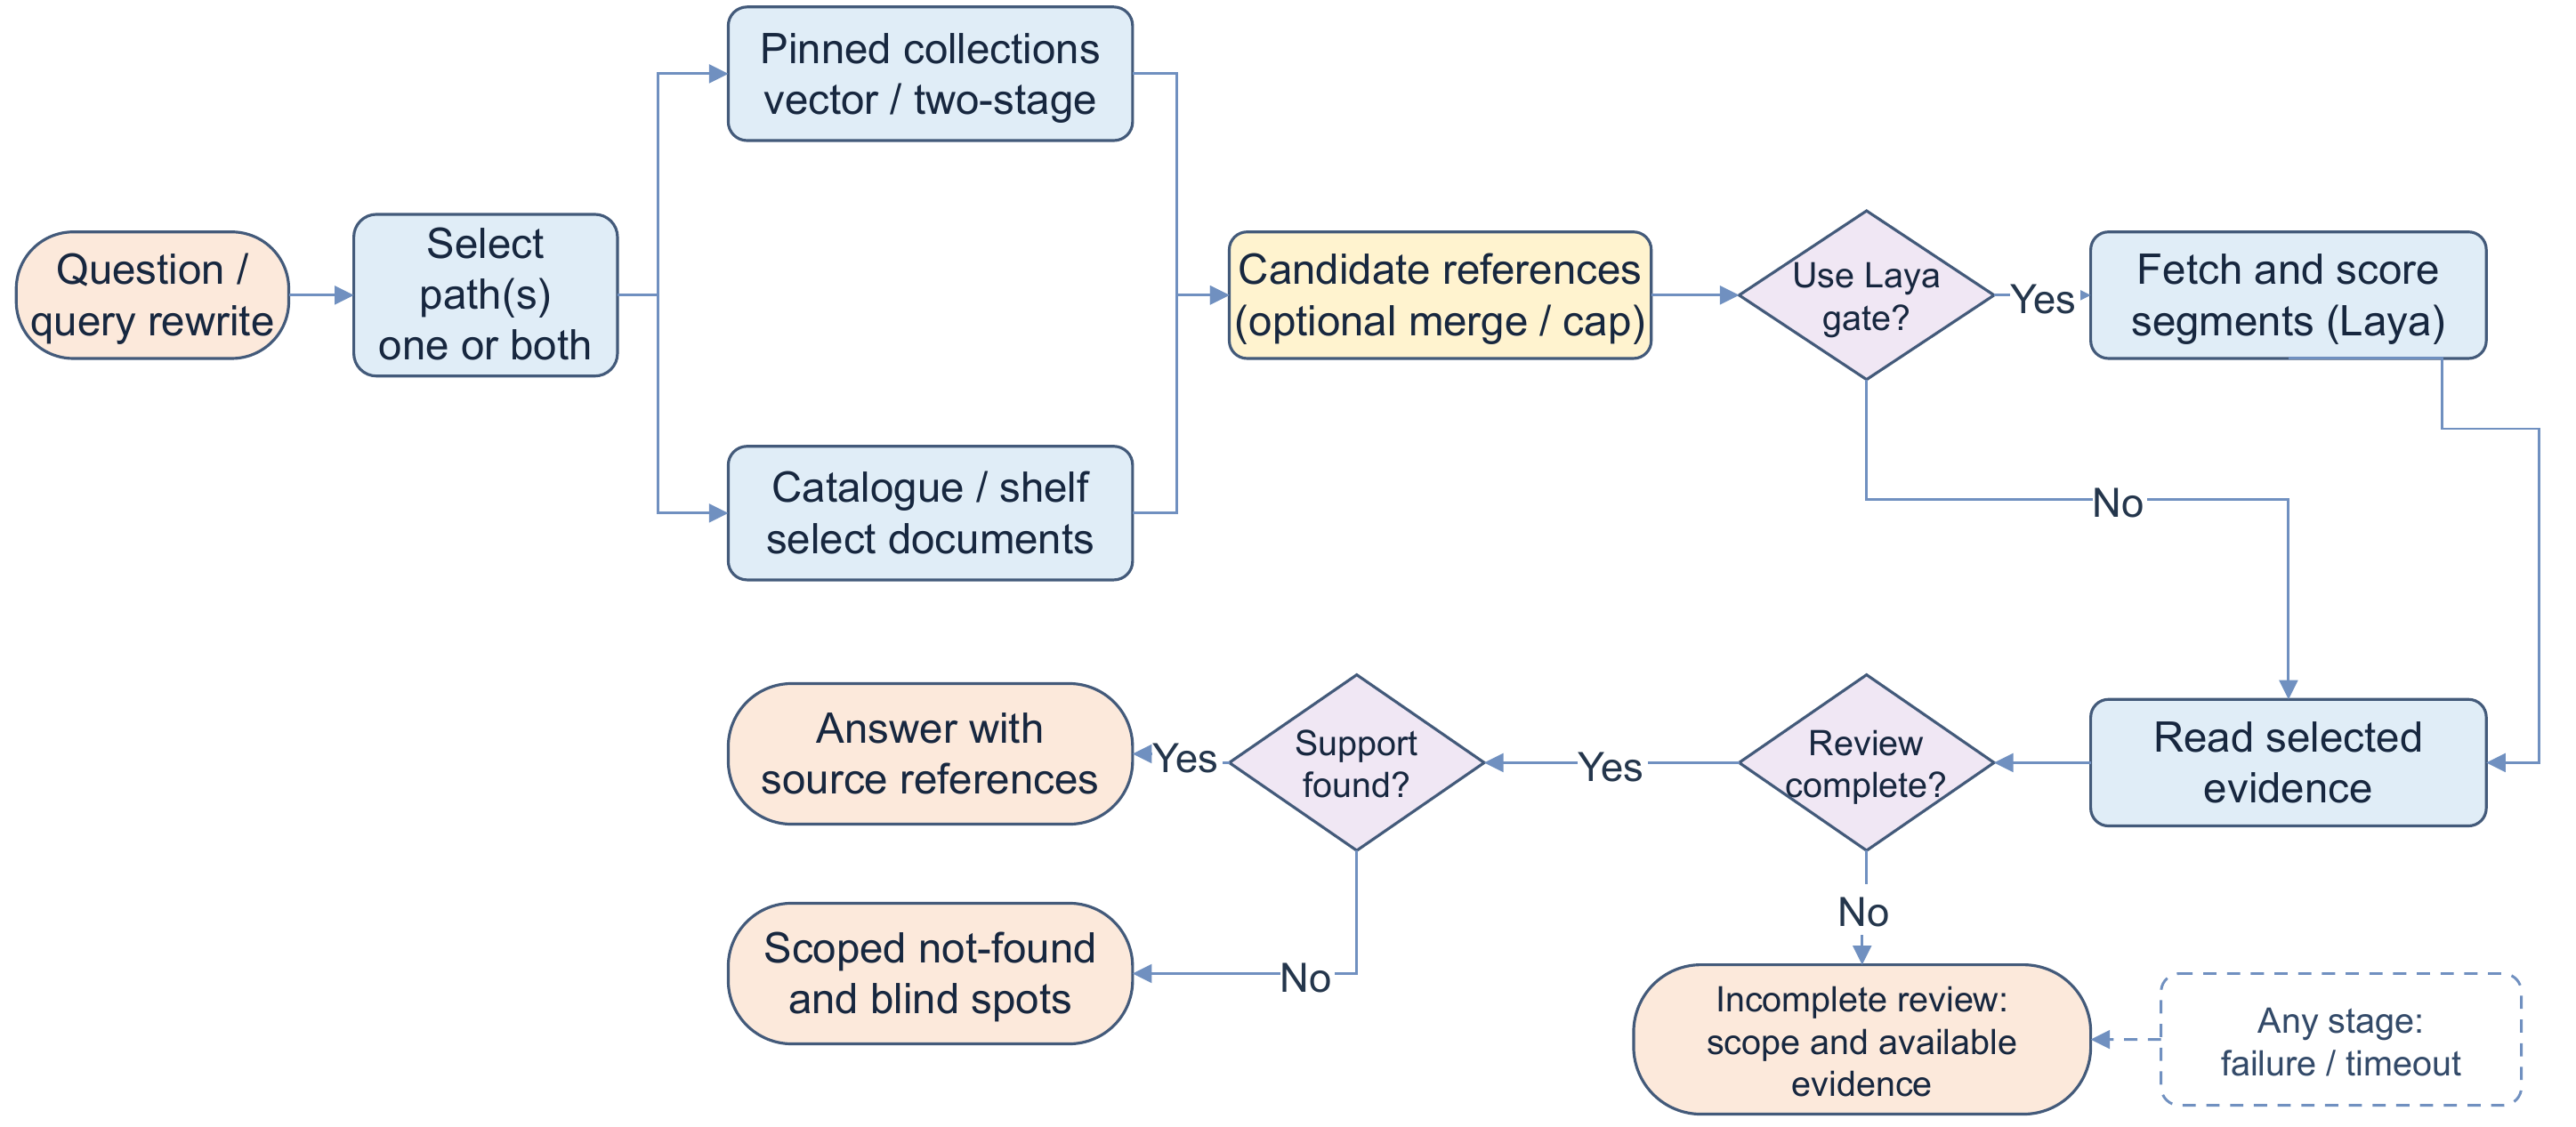 Pinned collections
vector / two-stage
Question /
query rewrite
Select
path(s)
one or both
Candidate references
(optional merge / cap)
Use Laya
gate?
Yes
Fetch and score
segments (Laya)
Catalogue / shelf
select documents
No
Answer with
source references
Yes
Support
found?
Yes
Review
complete?
Read selected
evidence
No
Scoped not-found
and blind spots
No
Incomplete review:
scope and available
evidence
Any stage:
failure / timeout